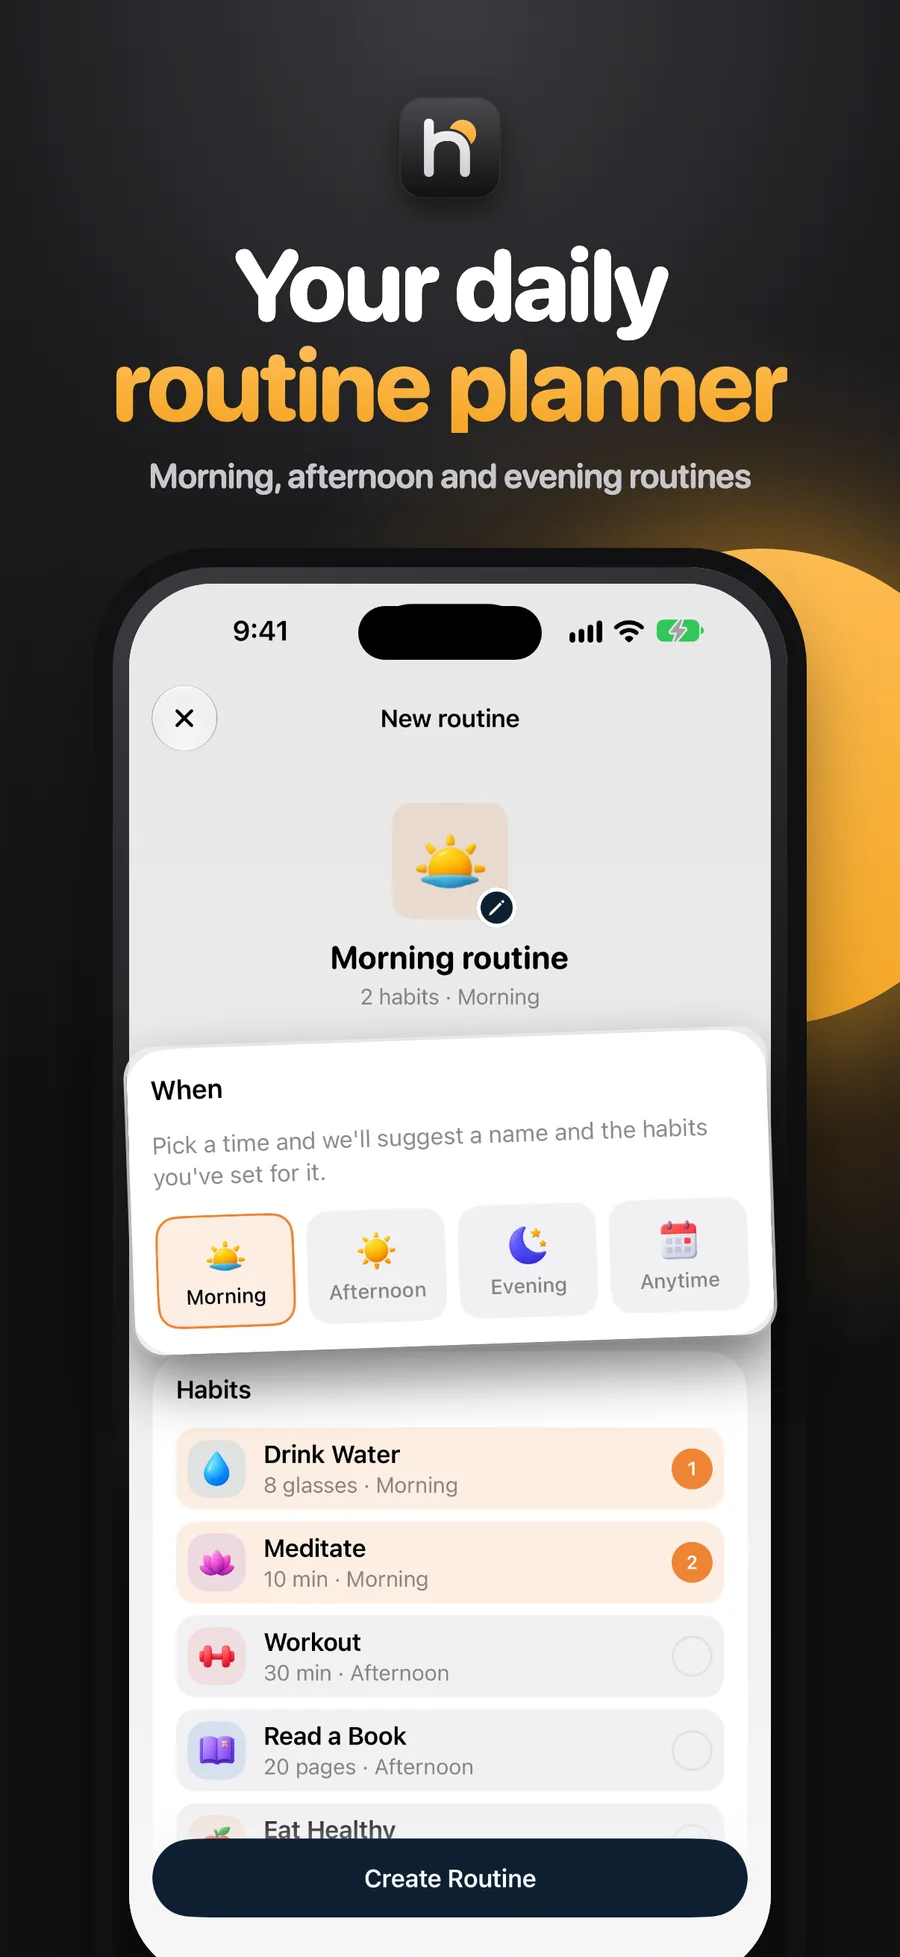 h
Your daily
routine planner
Morning, afternoon and evening routines
9:41
New routine
Morning routine
2 habits · Morning
When
Pick a time and we'll suggest a name and the habits
you've set for it.
Morning
Afternoon
Evening
Anytime
Habits
Drink Water
8 glasses · Morning
1
Meditate
10 min · Morning
2
Workout
30 min · Afternoon
Read a Book
20 pages · Afternoon
Eat Healthy
Create Routine